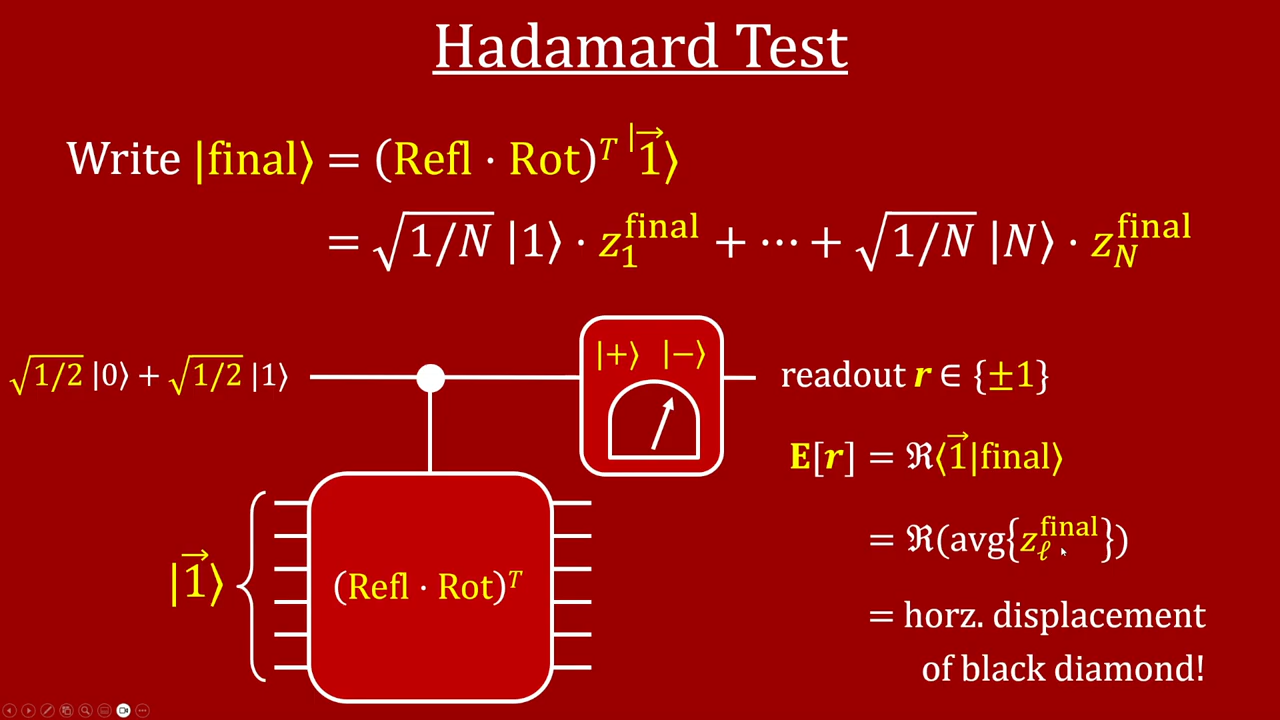 Hadamard Test
Write |final⟩ = (Refl · Rot)ᵀ |1⃗⟩
= √1/N |1⟩ · z₁^final + ⋯ + √1/N |N⟩ · z_N^final
√1/2 |0⟩ + √1/2 |1⟩
|+⟩ |−⟩
readout r ∈ {±1}
E[r] = ℜ⟨1⃗|final⟩
= ℜ(avg{z_ℓ^final})
|1⃗⟩
(Refl · Rot)ᵀ
= horz. displacement
of black diamond!